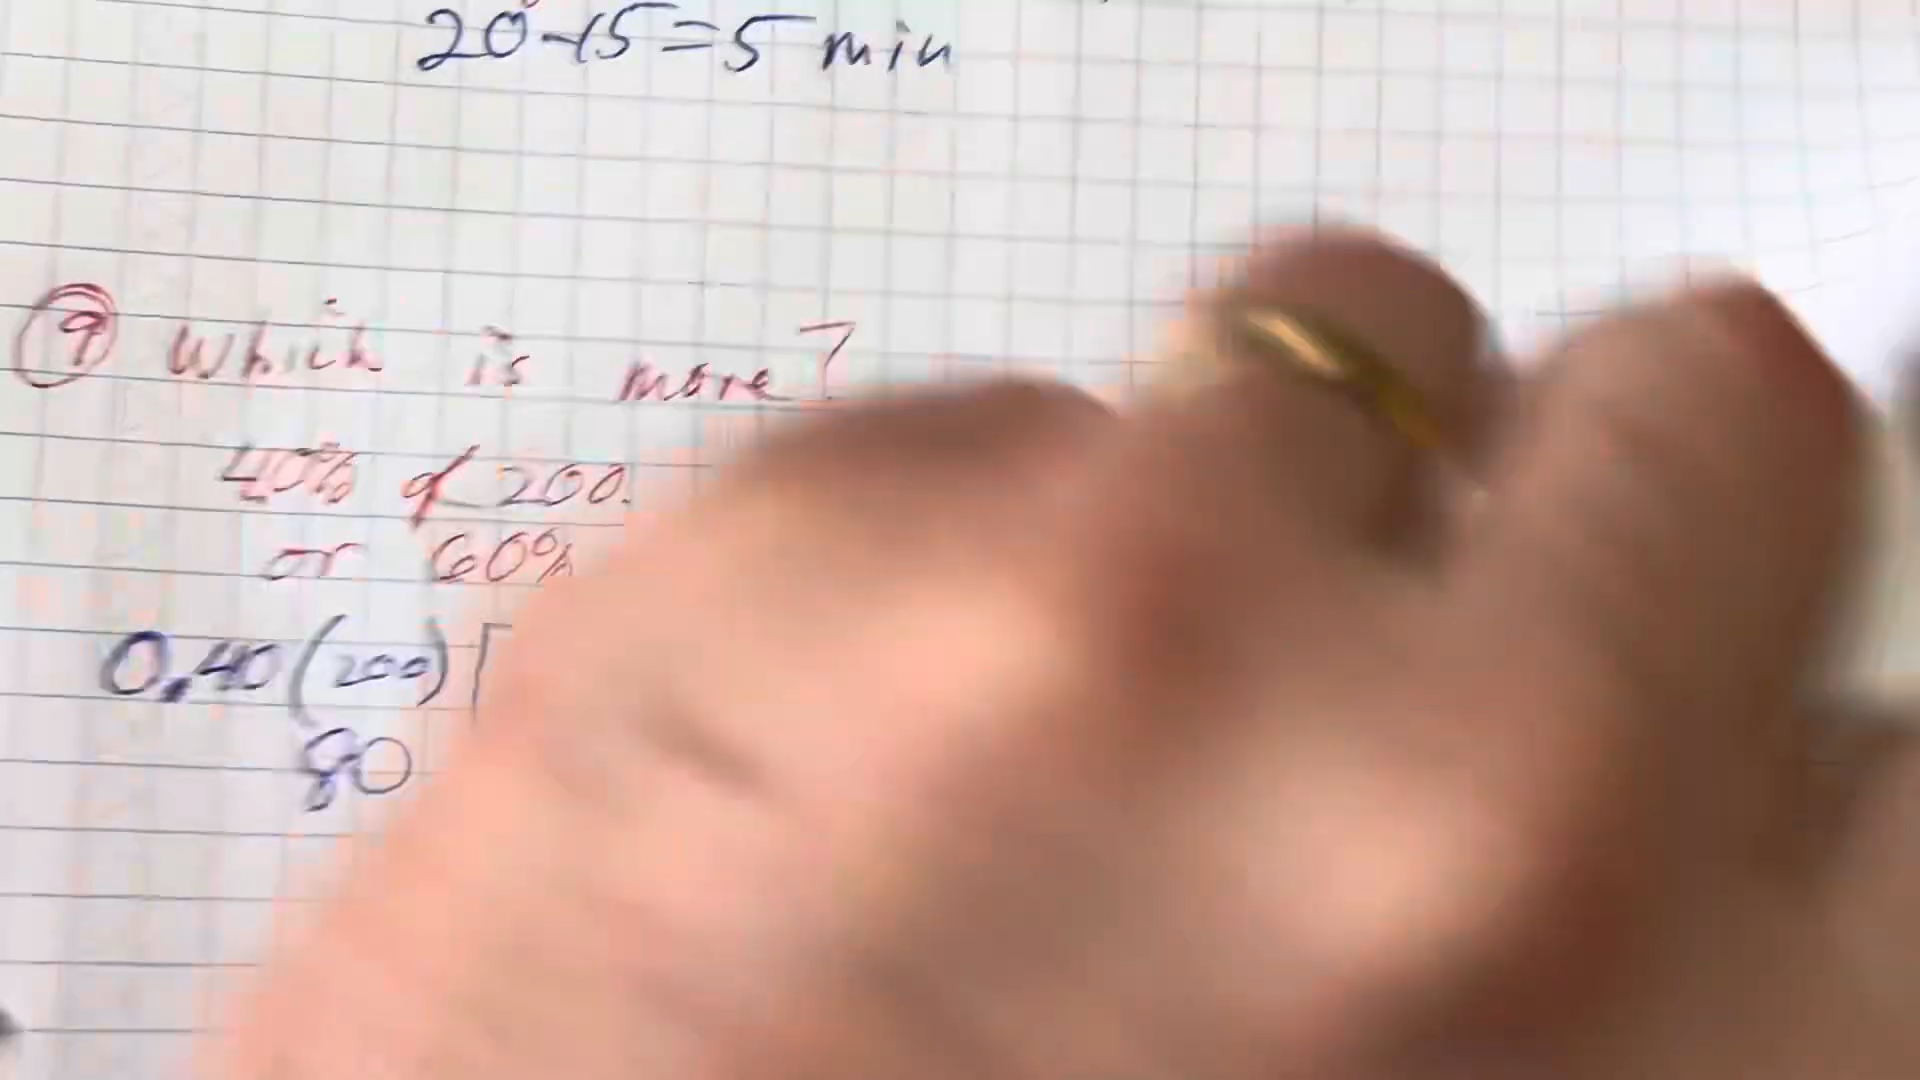 20-15=5 min
9 Which is more?
40% of 200.
or 60%
0.40(200)
80